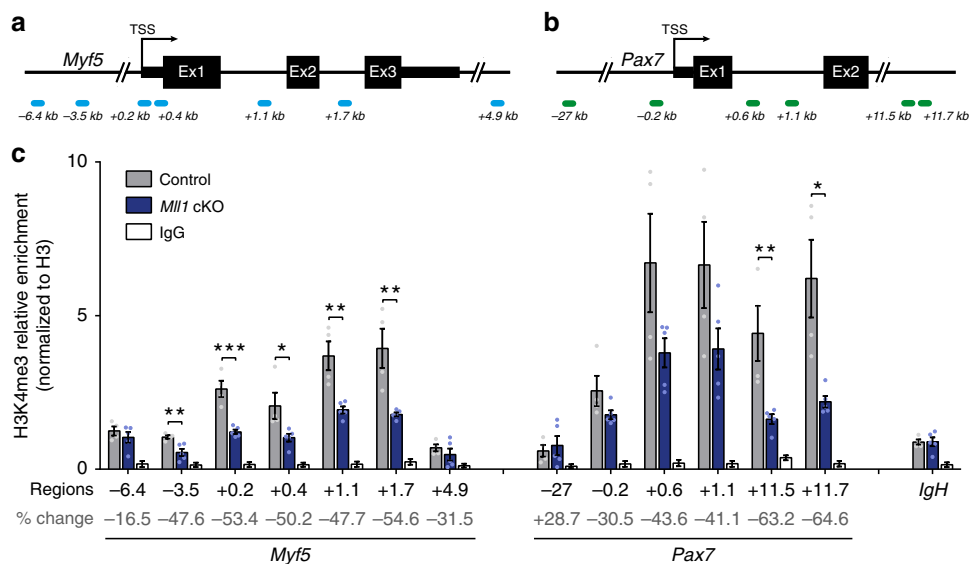 a
TSS
Myf5
Ex1
Ex2
Ex3
–6.4 kb
–3.5 kb
+0.2 kb
+0.4 kb
+1.1 kb
+1.7 kb
+4.9 kb
b
TSS
Pax7
Ex1
Ex2
–27 kb
–0.2 kb
+0.6 kb
+1.1 kb
+11.5 kb
+11.7 kb
c
H3K4me3 relative enrichment
(normalized to H3)
10
5
0
Control
Mll1 cKO
IgG
**
***
*
**
**
**
*
Regions –6.4 –3.5 +0.2 +0.4 +1.1 +1.7 +4.9 –27 –0.2 +0.6 +1.1 +11.5 +11.7 IgH
% change –16.5 –47.6 –53.4 –50.2 –47.7 –54.6 –31.5 +28.7 –30.5 –43.6 –41.1 –63.2 –64.6
Myf5 Pax7